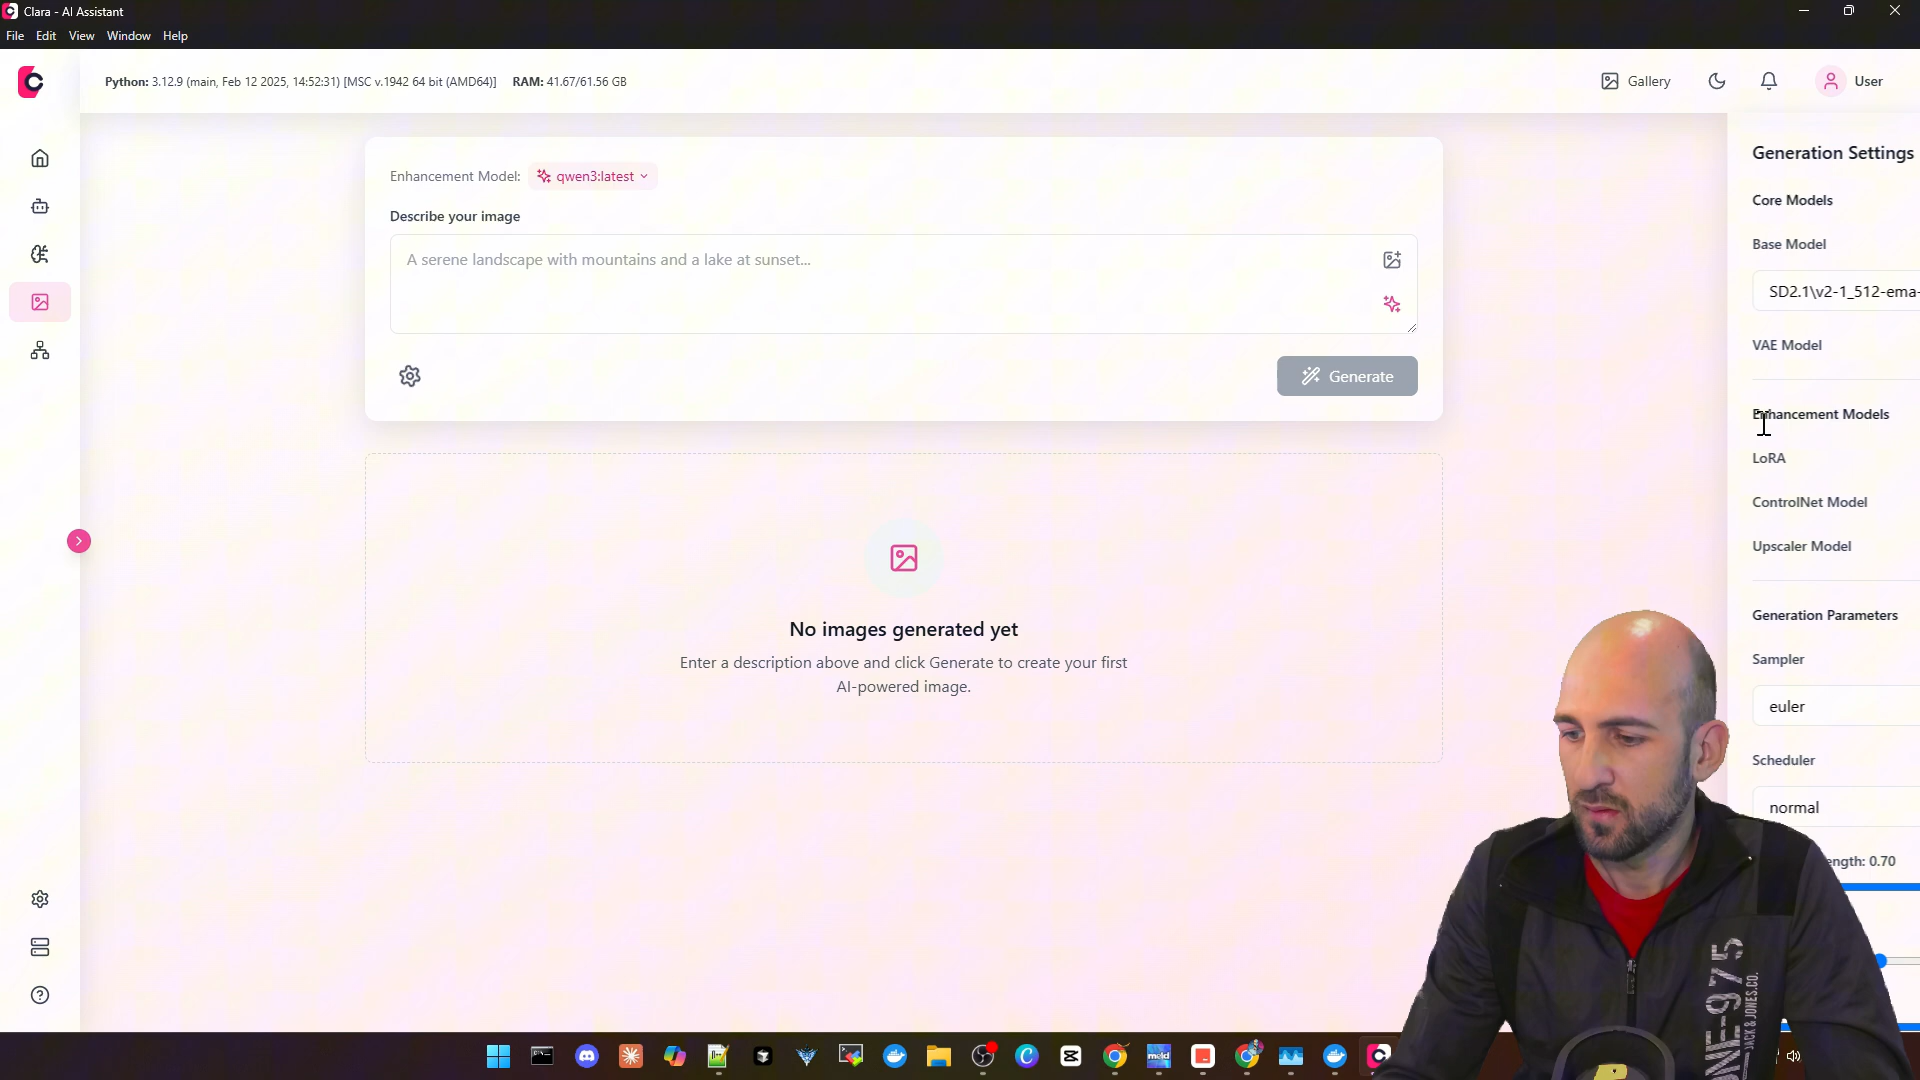 Clara - AI Assistant
File Edit View Window Help
Python: 3.12.9 (main, Feb 12 2025, 14:52:31) [MSC v.1942 64 bit (AMD64)] RAM: 41.67/61.56 GB
Gallery
User
Enhancement Model: qwen3:latest
Describe your image
A serene landscape with mountains and a lake at sunset...
Generate
No images generated yet
Enter a description above and click Generate to create your first
AI-powered image.
Generation Settings
Core Models
Base Model
SD2.1\v2-1_512-ema-
VAE Model
Enhancement Models
LoRA
ControlNet Model
Upscaler Model
Generation Parameters
Sampler
euler
Scheduler
normal
ength: 0.70
JACK & JONES.CO.